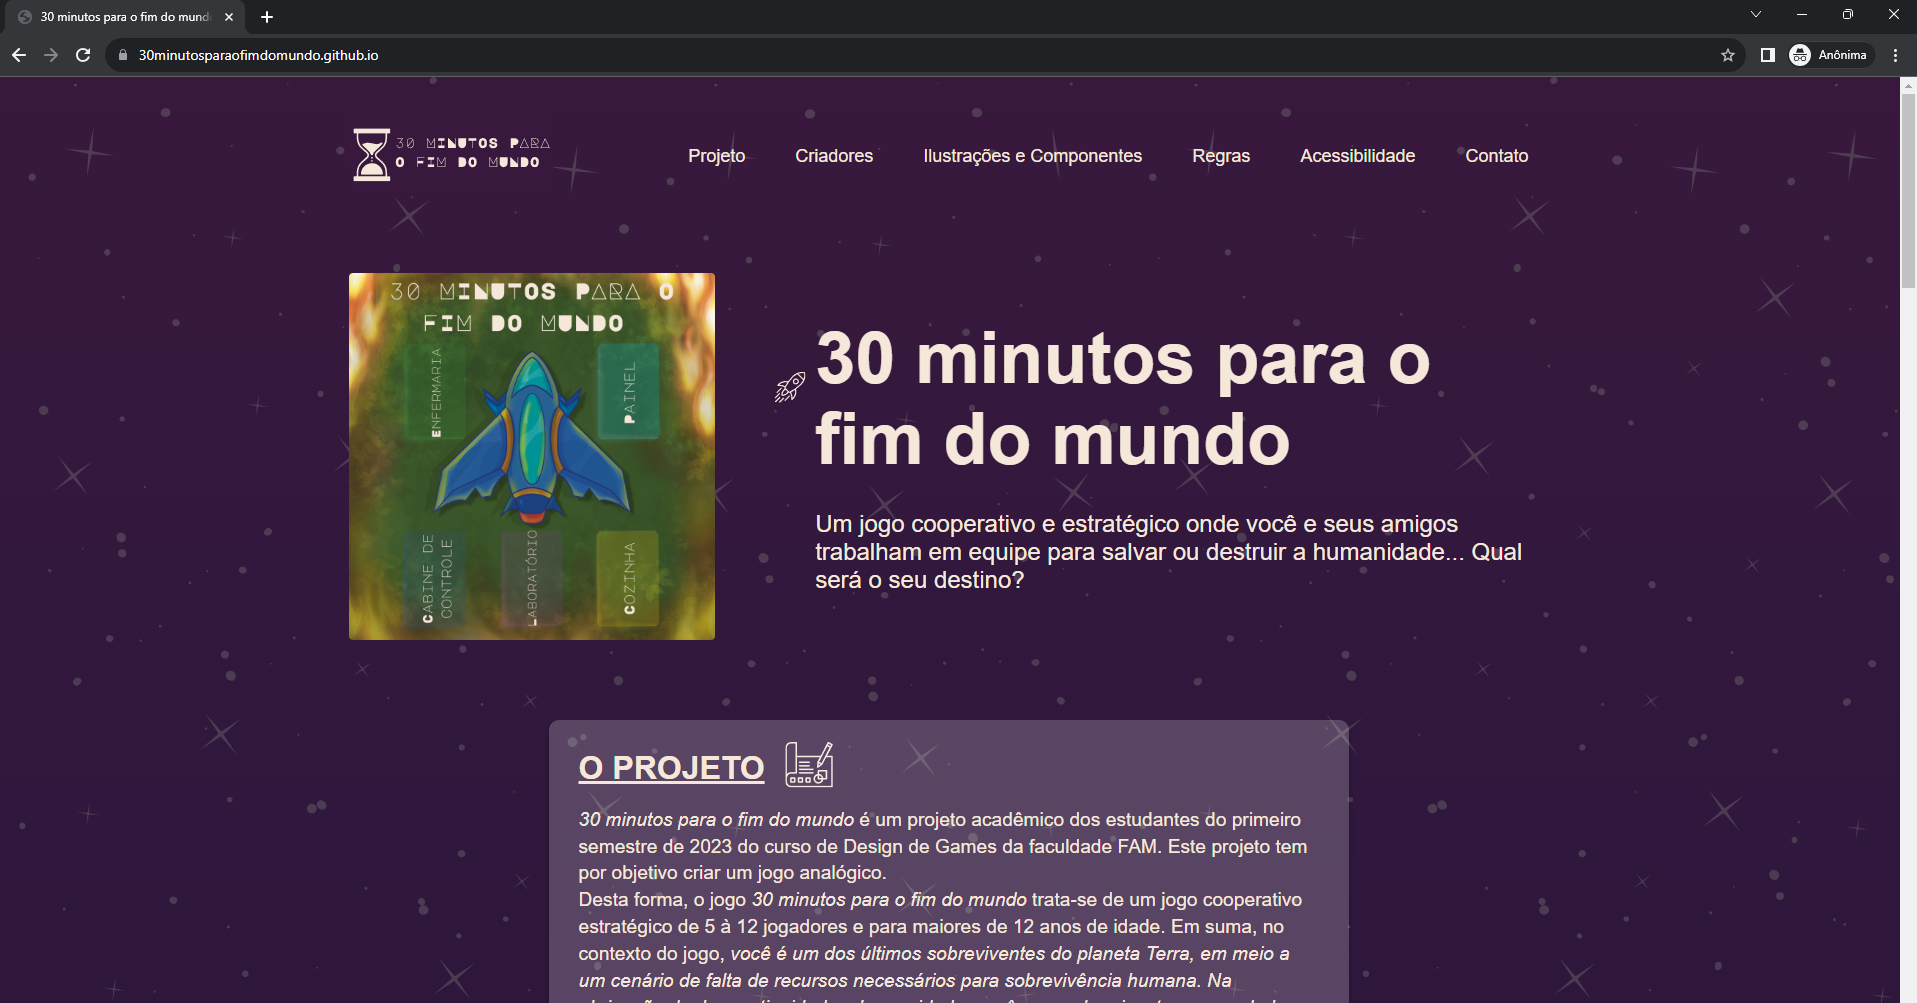 30 minutos para o fim do mund
30minutosparaofimdomundo.github.io
Anônima
30 MINUTOS PARA
O FIM DO MUNDO
Projeto
Criadores
Ilustrações e Componentes
Regras
Acessibilidade
Contato
30 MINUTOS PARA O
FIM DO MUNDO
ENFERMARIA
PAINEL
CABINE DE
CONTROLE
LABORATÓRIO
COZINHA
30 minutos para o
fim do mundo
Um jogo cooperativo e estratégico onde você e seus amigos
trabalham em equipe para salvar ou destruir a humanidade... Qual
será o seu destino?
O PROJETO
30 minutos para o fim do mundo é um projeto acadêmico dos estudantes do primeiro
semestre de 2023 do curso de Design de Games da faculdade FAM. Este projeto tem
por objetivo criar um jogo analógico.
Desta forma, o jogo 30 minutos para o fim do mundo trata-se de um jogo cooperativo
estratégico de 5 à 12 jogadores e para maiores de 12 anos de idade. Em suma, no
contexto do jogo, você é um dos últimos sobreviventes do planeta Terra, em meio a
um cenário de falta de recursos necessários para sobrevivência humana. Na